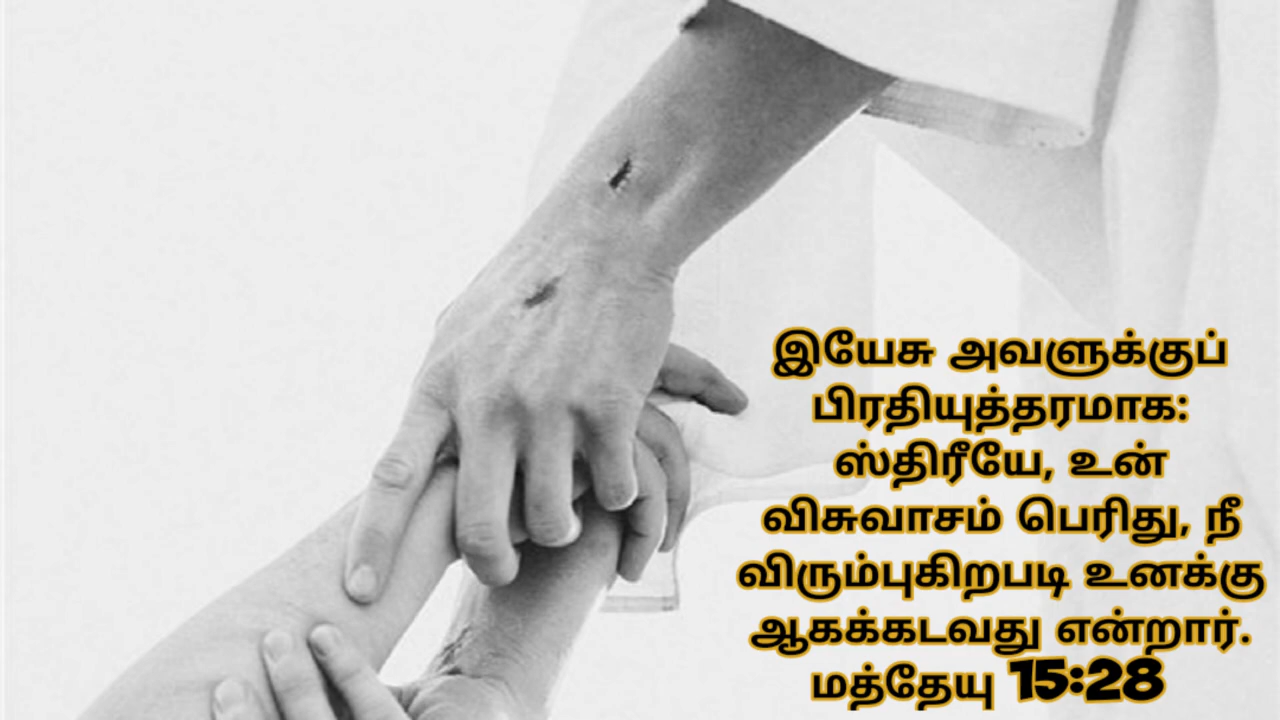 இயேசு அவளுக்குப்
பிரதியுத்தரமாக:
ஸ்திரீயே, உன்
விசுவாசம் பெரிது, நீ
விரும்புகிறபடி உனக்கு
ஆகக்கடவது என்றார்.
மத்தேயு 15:28